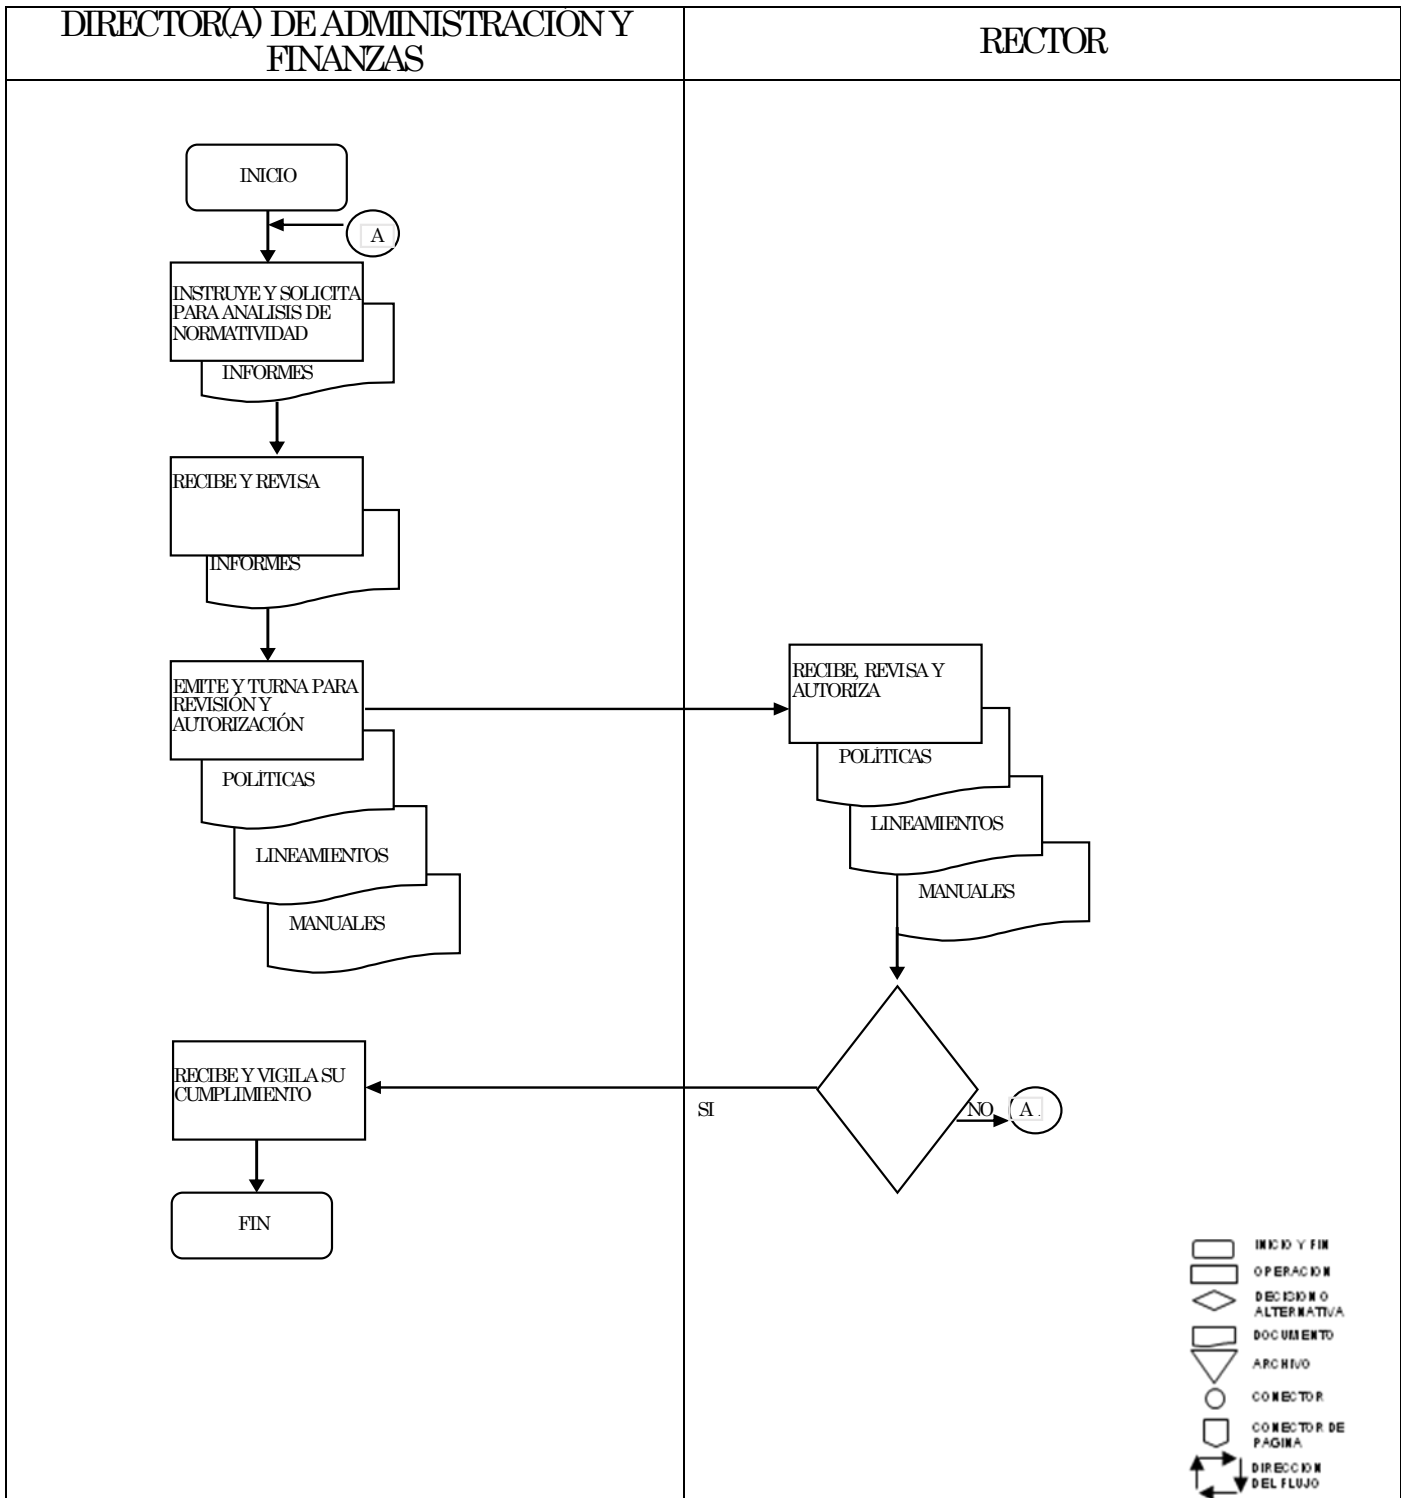 DIRECTOR(A) DE ADMINISTRACIÓN Y
FINANZAS
RECTOR
INICIO
A
INSTRUYE Y SOLICITA
PARA ANALISIS DE
NORMATIVIDAD
INFORMES
RECIBE Y REVISA
INFORMES
EMITE Y TURNA PARA
REVISIÓN Y
AUTORIZACIÓN
POLÍTICAS
LINEAMIENTOS
MANUALES
RECIBE, REVISA Y
AUTORIZA
POLÍTICAS
LINEAMIENTOS
MANUALES
RECIBE Y VIGILA SU
CUMPLIMIENTO
SI
NO
A .
FIN
INICIO Y FIN
OPERACION
DECISION O
ALTERNATIVA
DOCUMENTO
ARCHIVO
CONECTOR
CONECTOR DE
PAGINA
DIRECCION
DEL FLUJO